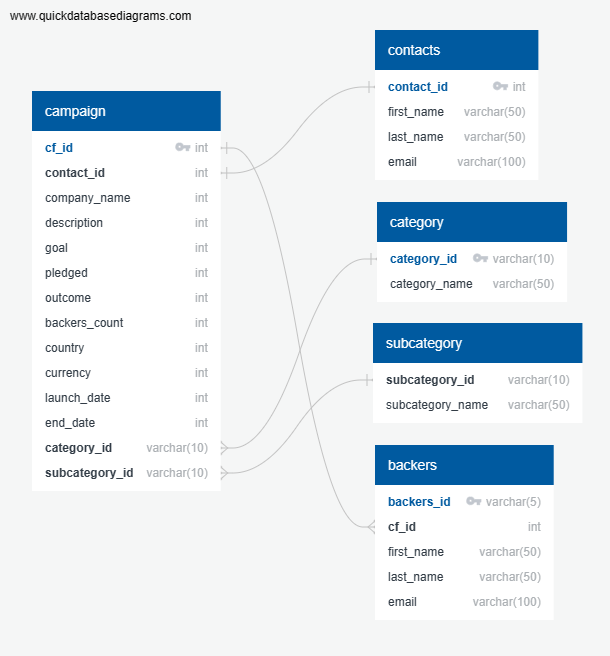 www.quickdatabasediagrams.com
campaign
cf_id int
contact_id int
company_name int
description int
goal int
pledged int
outcome int
backers_count int
country int
currency int
launch_date int
end_date int
category_id varchar(10)
subcategory_id varchar(10)
contacts
contact_id int
first_name varchar(50)
last_name varchar(50)
email varchar(100)
category
category_id varchar(10)
category_name varchar(50)
subcategory
subcategory_id varchar(10)
subcategory_name varchar(50)
backers
backers_id varchar(5)
cf_id int
first_name varchar(50)
last_name varchar(50)
email varchar(100)